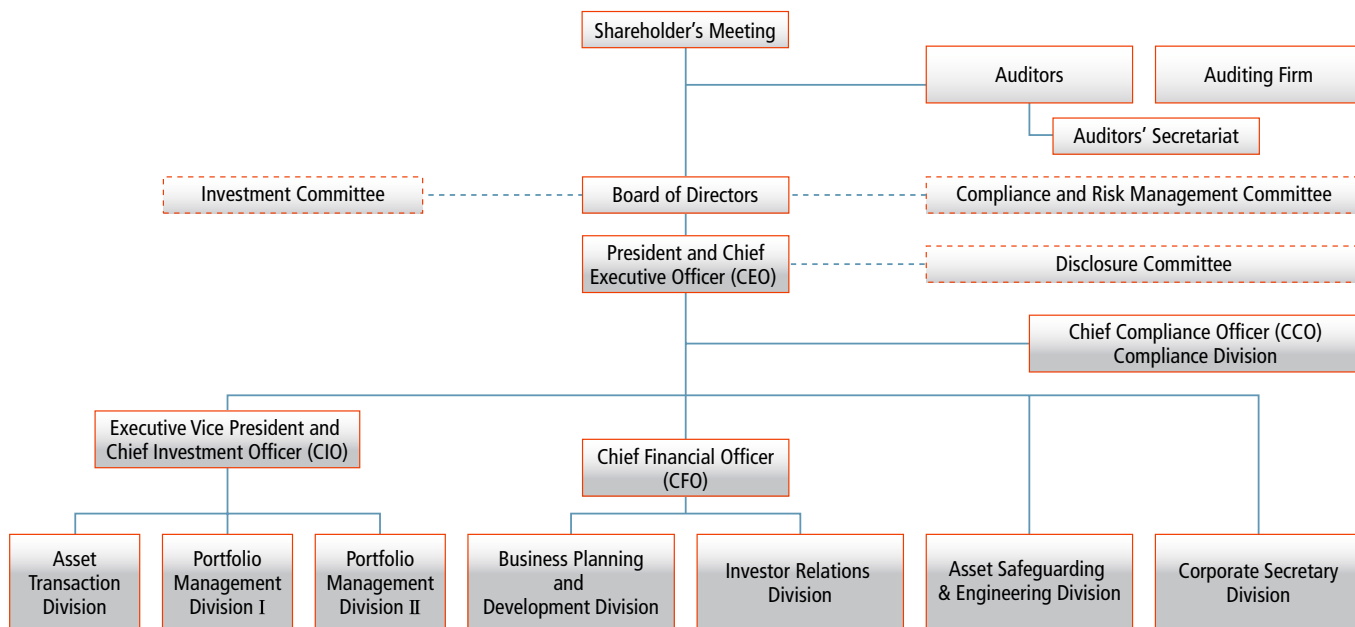 Shareholder's Meeting
Auditors
Auditing Firm
Auditors' Secretariat
Investment Committee
Board of Directors
Compliance and Risk Management Committee
President and Chief
Executive Officer (CEO)
Disclosure Committee
Chief Compliance Officer (CCO)
Compliance Division
Executive Vice President and
Chief Investment Officer (CIO)
Chief Financial Officer
(CFO)
Asset
Transaction
Division
Portfolio
Management
Division I
Portfolio
Management
Division II
Business Planning
and
Development Division
Investor Relations
Division
Asset Safeguarding
& Engineering Division
Corporate Secretary
Division